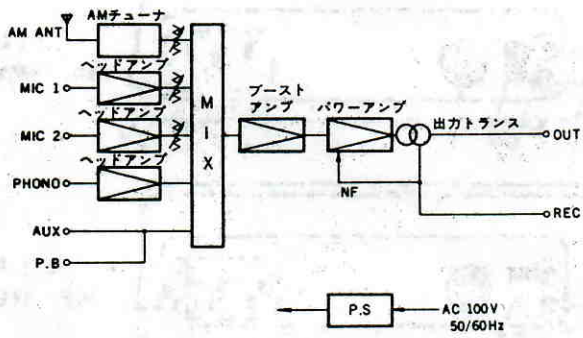 AMチューナ
AM ANT
ヘッドアンプ
MIC 1
ヘッドアンプ
MIC 2
ヘッドアンプ
PHONO
AUX
P.B
MIX
ブースト
アンプ
パワーアンプ
出力トランス
OUT
NF
REC
P.S
AC 100V
50/60Hz